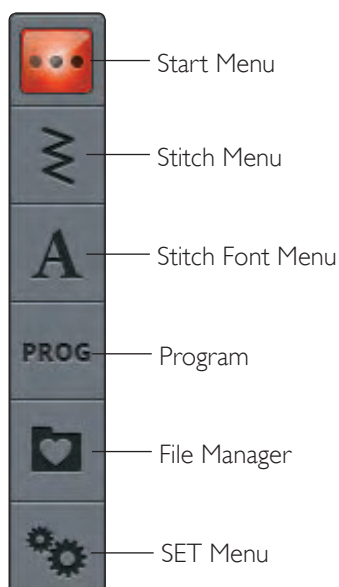 Start Menu
Stitch Menu
A
Stitch Font Menu
PROG
Program
File Manager
SET Menu